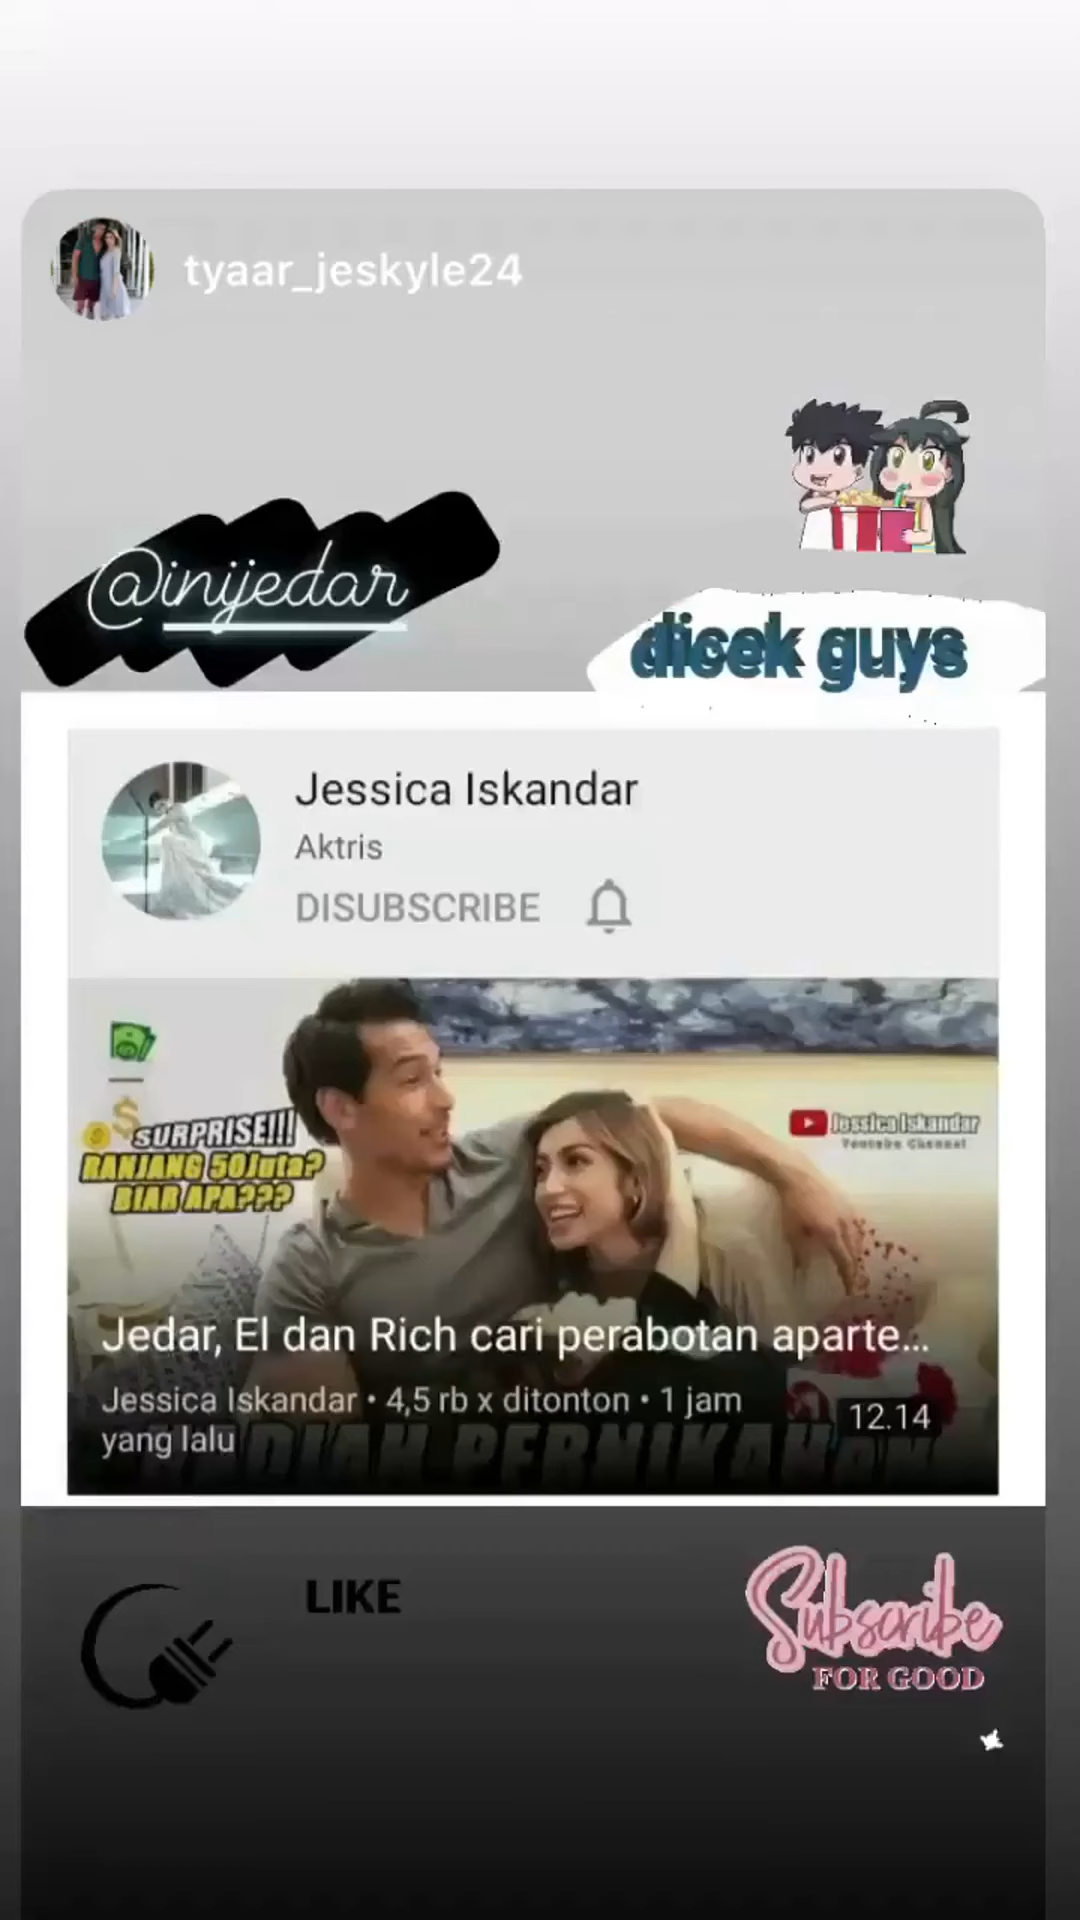 tyaar_jeskyle24
@inijedar
dicek guys
Jessica Iskandar
Aktris
DISUBSCRIBE
SURPRISE!!!
RANJANG 50Juta?
BIAR APA???
Jessica Iskandar
Youtube Channel
Jedar, El dan Rich cari perabotan aparte...
Jessica Iskandar • 4,5 rb x ditonton • 1 jam
yang lalu
12.14
PERNIKAHAN
LIKE
Subscribe
FOR GOOD